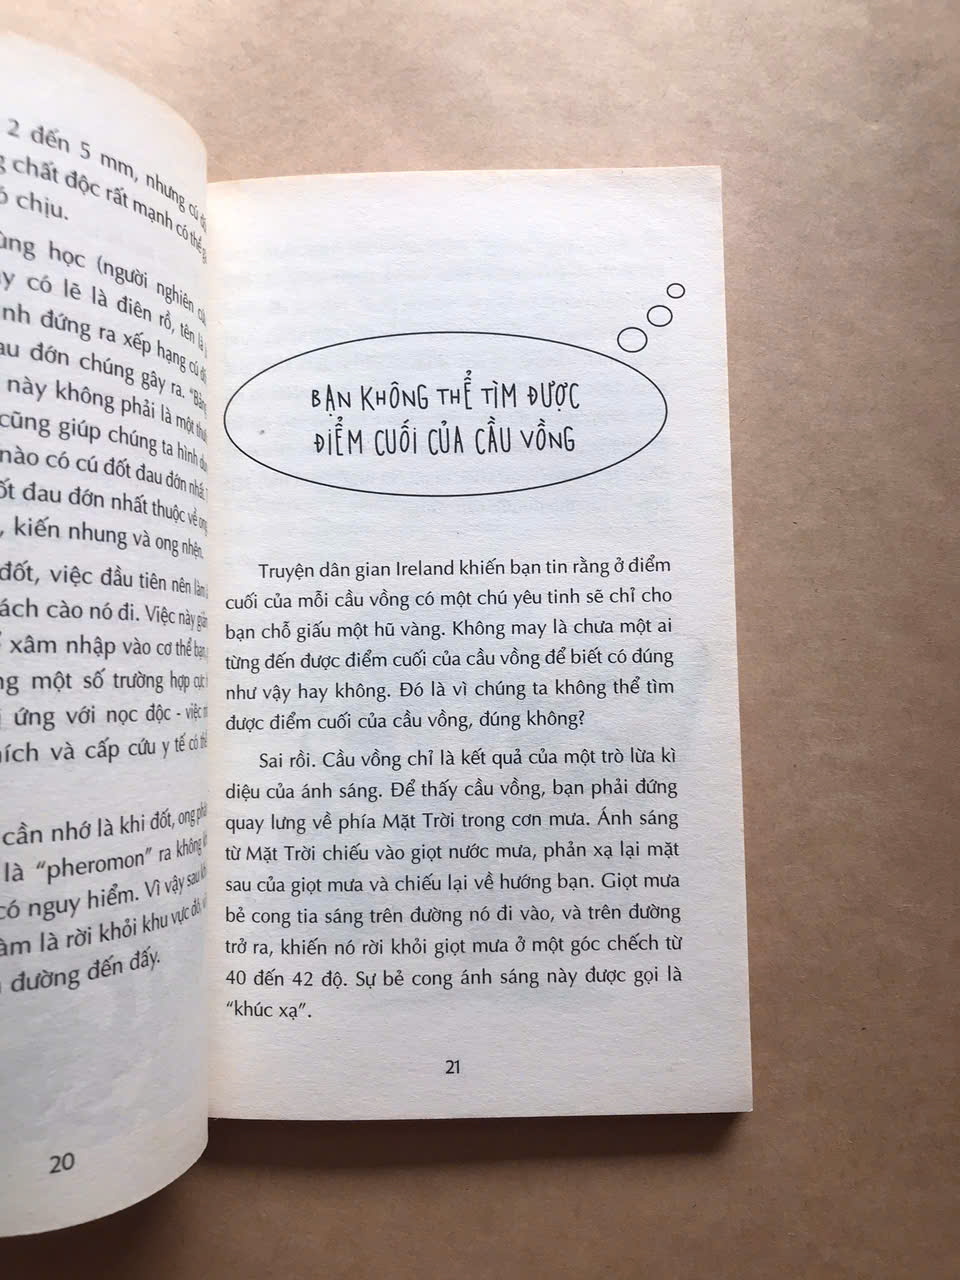 2 đến 5 mm, nhưng cú
chất độc rất mạnh có thể
chịu.
học (người nghiên
có lẽ là điên rồ, tên là
đứng ra xếp hạng cú
đớn chúng gây ra. “Bảng
này không phải là một
cũng giúp chúng ta hình
nào có cú đốt đau đớn
đau đớn nhất thuộc về ong
, kiến nhung và ong nhện.
đốt, việc đầu tiên nên làm
cào nó đi. Việc này
xâm nhập vào cơ thể bạn
một số trường hợp cực
ứng với nọc độc - việc
và cấp cứu y tế có thể
cần nhớ là khi đốt, ong
là “pheromon” ra không
có nguy hiểm. Vì vậy sau
là rời khỏi khu vực đó,
đường đến đấy.
20
BẠN KHÔNG THỂ TÌM ĐƯỢC
ĐIỂM CUỐI CỦA CẦU VỒNG
Truyện dân gian Ireland khiến bạn tin rằng ở điểm
cuối của mỗi cầu vồng có một chú yêu tinh sẽ chỉ cho
bạn chỗ giấu một hũ vàng. Không may là chưa một ai
từng đến được điểm cuối của cầu vồng để biết có đúng
như vậy hay không. Đó là vì chúng ta không thể tìm
được điểm cuối của cầu vồng, đúng không?
Sai rồi. Cầu vồng chỉ là kết quả của một trò lừa kì
diệu của ánh sáng. Để thấy cầu vồng, bạn phải đứng
quay lưng về phía Mặt Trời trong cơn mưa. Ánh sáng
từ Mặt Trời chiếu vào giọt nước mưa, phản xạ lại mặt
sau của giọt mưa và chiếu lại về hướng bạn. Giọt mưa
bẻ cong tia sáng trên đường nó đi vào, và trên đường
trở ra, khiến nó rời khỏi giọt mưa ở một góc chếch từ
40 đến 42 độ. Sự bẻ cong ánh sáng này được gọi là
“khúc xạ”.
21